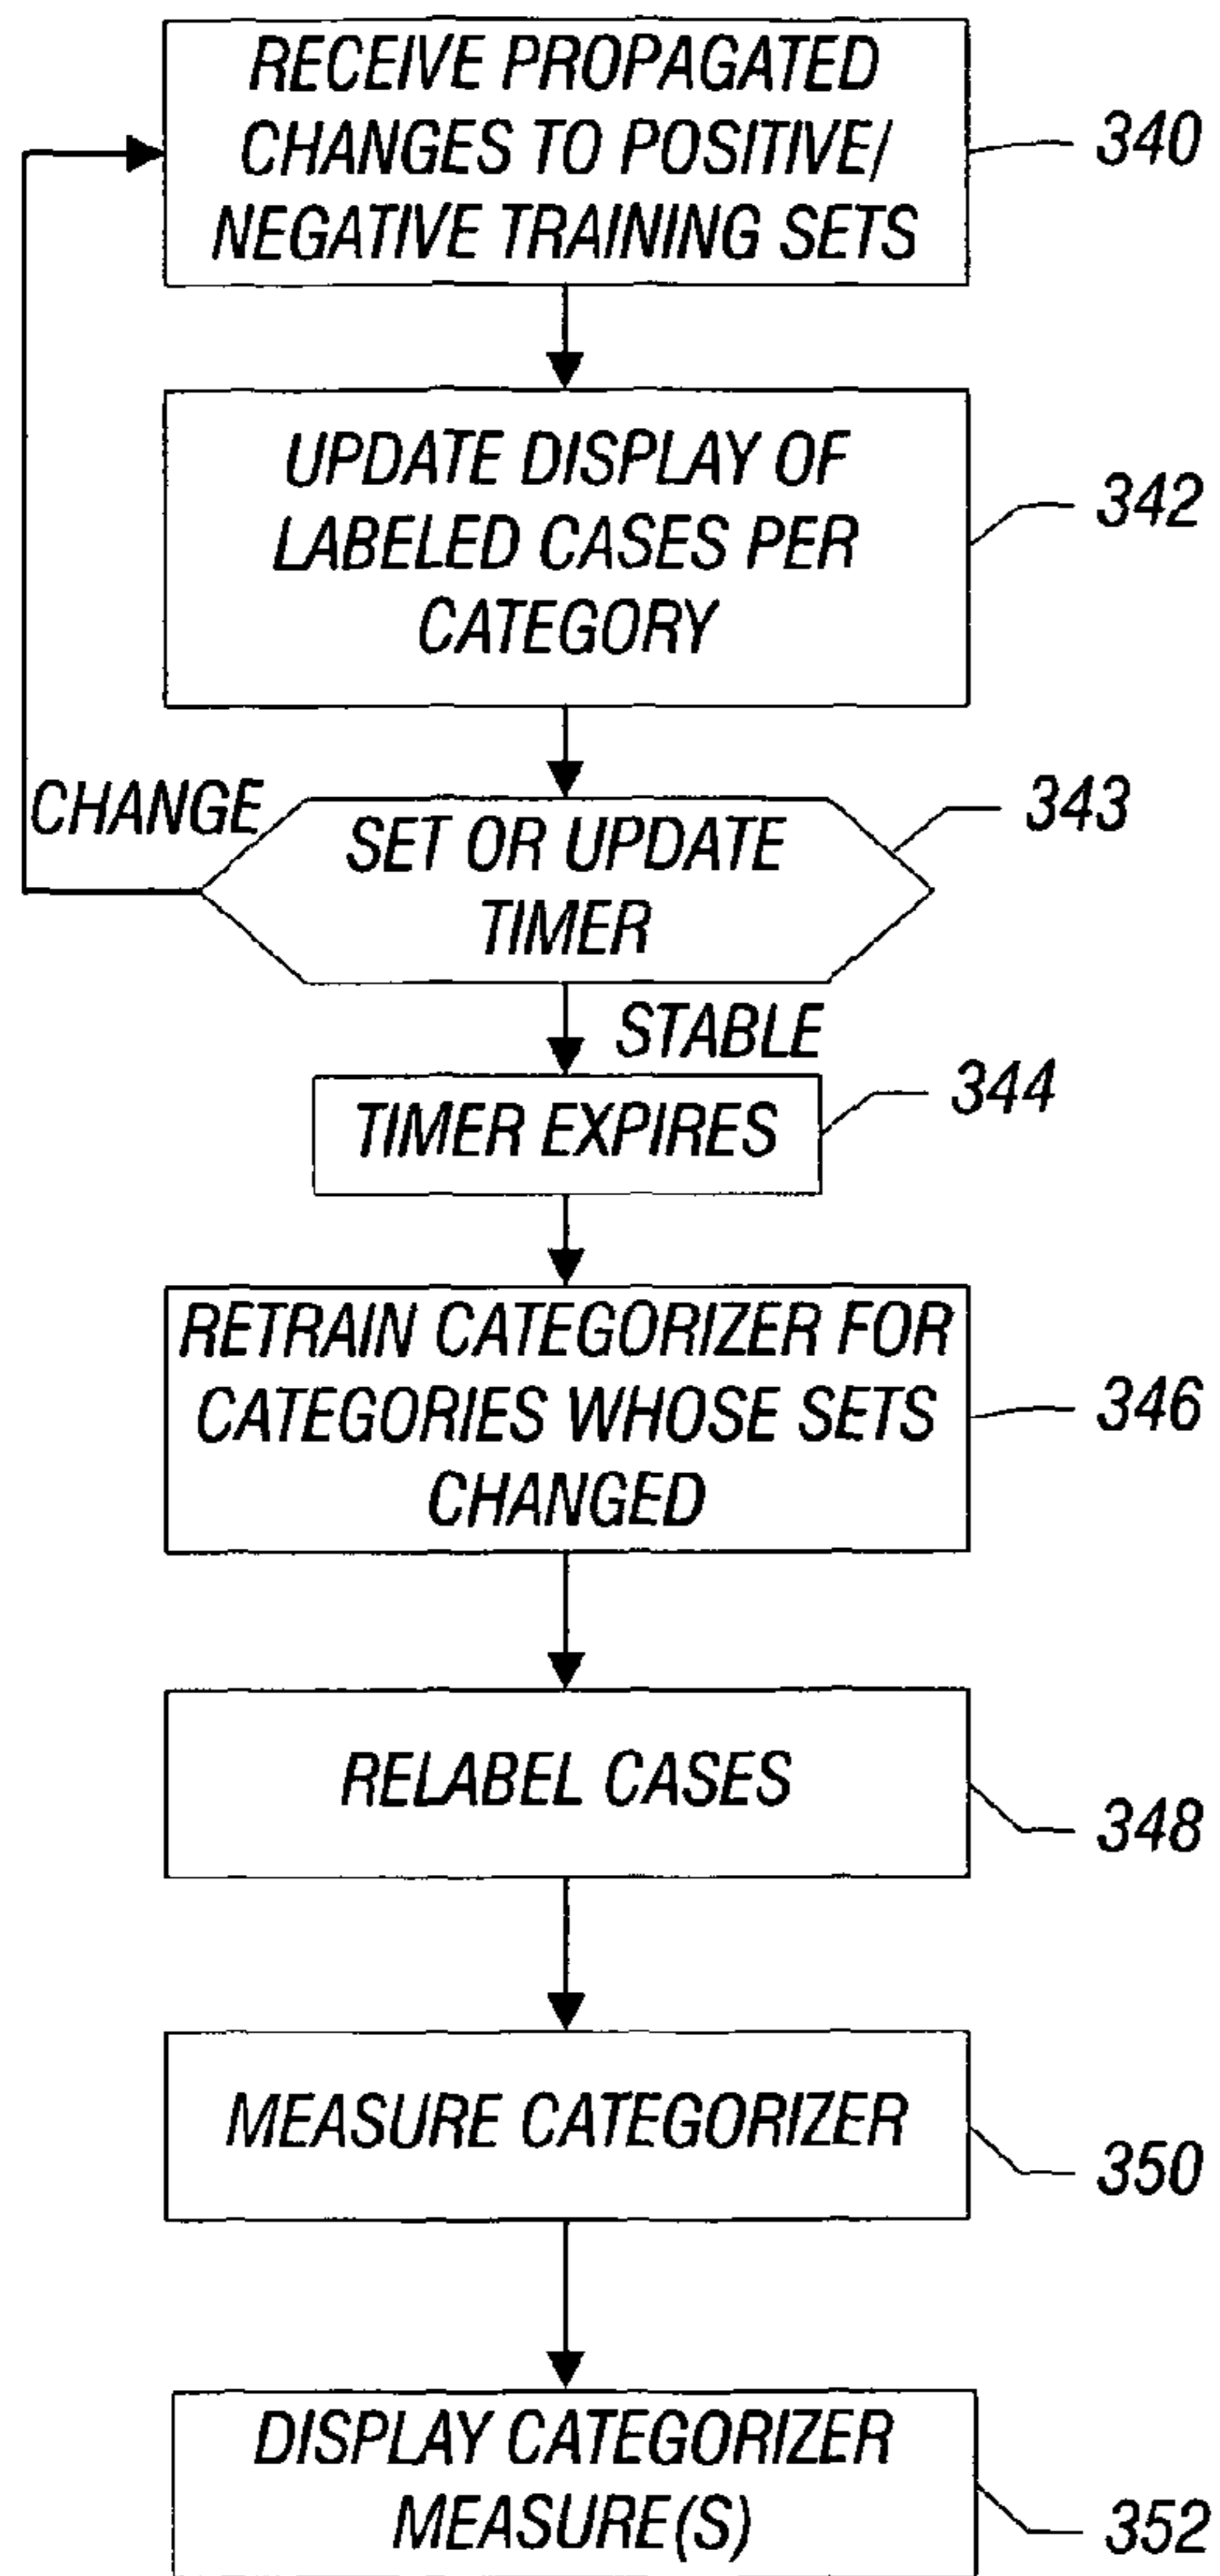 RECEIVE PROPAGATED
CHANGES TO POSITIVE/
NEGATIVE TRAINING SETS
340
UPDATE DISPLAY OF
LABELED CASES PER
CATEGORY
342
CHANGE
SET OR UPDATE
TIMER
343
STABLE
TIMER EXPIRES
344
RETRAIN CATEGORIZER FOR
CATEGORIES WHOSE SETS
CHANGED
346
RELABEL CASES
348
MEASURE CATEGORIZER
350
DISPLAY CATEGORIZER
MEASURE(S)
352